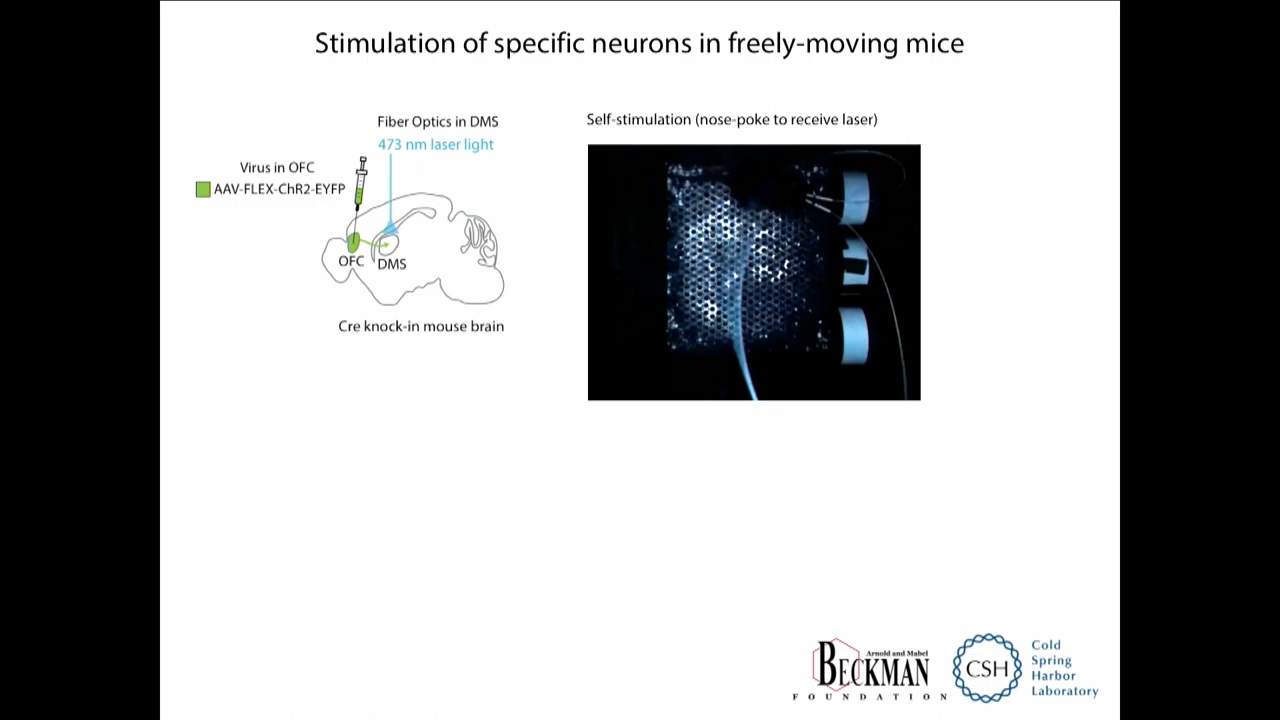 Stimulation of specific neurons in freely-moving mice
Fiber Optics in DMS
473 nm laser light
Virus in OFC
AAV-FLEX-ChR2-EYFP
OFC
DMS
Cre knock-in mouse brain
Self-stimulation (nose-poke to receive laser)
Arnold and Mabel
BECKMAN
FOUNDATION
CSH
Cold
Spring
Harbor
Laboratory